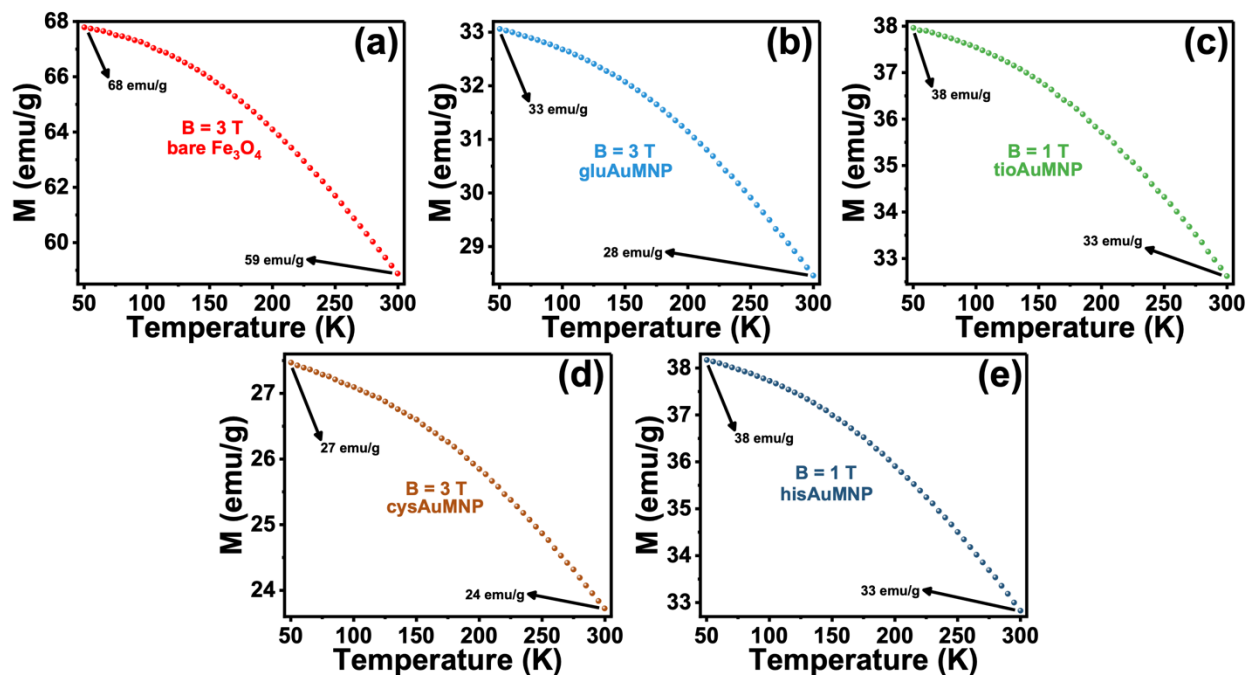 (a)
M (emu/g)
68
66
64
62
60
68 emu/g
B = 3 T
bare Fe₃O₄
59 emu/g
50 100 150 200 250 300
Temperature (K)
(b)
M (emu/g)
33
32
31
30
29
28
33 emu/g
B = 3 T
gluAuMNP
28 emu/g
50 100 150 200 250 300
Temperature (K)
(c)
M (emu/g)
38
37
36
35
34
33
38 emu/g
B = 1 T
tioAuMNP
33 emu/g
50 100 150 200 250 300
Temperature (K)
(d)
M (emu/g)
27
26
25
24
27 emu/g
B = 3 T
cysAuMNP
24 emu/g
50 100 150 200 250 300
Temperature (K)
(e)
M (emu/g)
38
37
36
35
34
33
38 emu/g
B = 1 T
hisAuMNP
33 emu/g
50 100 150 200 250 300
Temperature (K)